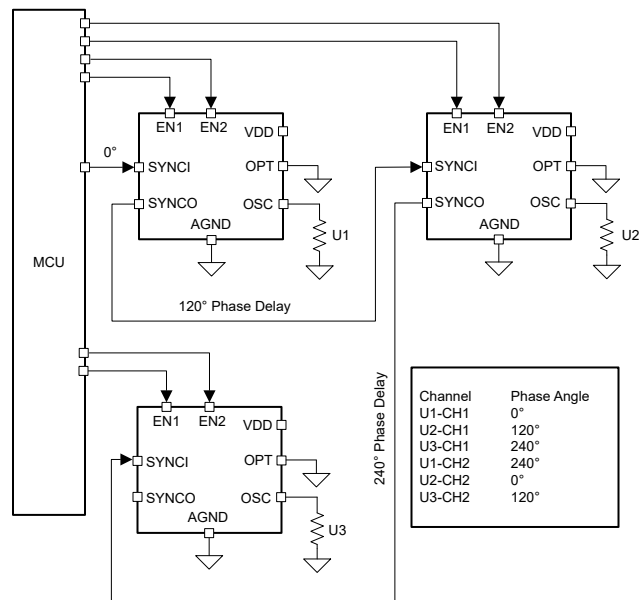 EN1 EN2
VDD
EN1 EN2
VDD
0°
SYNCI
OPT
SYNCI
OPT
SYNCO
OSC
SYNCO
OSC
AGND
U1
AGND
U2
MCU
120° Phase Delay
240° Phase Delay
EN1 EN2
VDD
SYNCI
OPT
SYNCO
OSC
AGND
U3
Channel Phase Angle
U1-CH1 0°
U2-CH1 120°
U3-CH1 240°
U1-CH2 240°
U2-CH2 0°
U3-CH2 120°